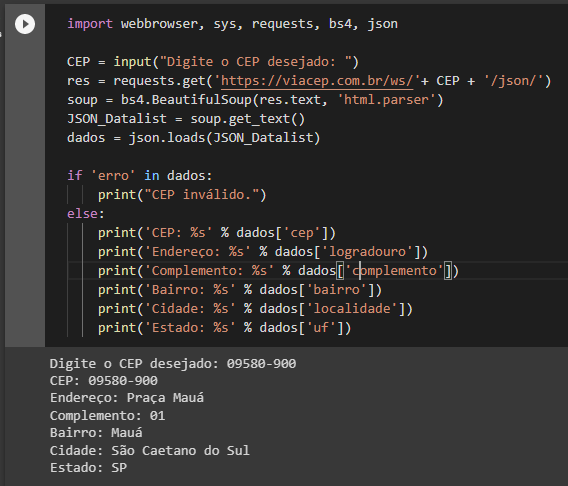 import webbrowser, sys, requests, bs4, json
CEP = input("Digite o CEP desejado: ")
res = requests.get('https://viacep.com.br/ws/'+ CEP + '/json/')
soup = bs4.BeautifulSoup(res.text, 'html.parser')
JSON_Datalist = soup.get_text()
dados = json.loads(JSON_Datalist)
if 'erro' in dados:
    print("CEP inválido.")
else:
    print('CEP: %s' % dados['cep'])
    print('Endereço: %s' % dados['logradouro'])
    print('Complemento: %s' % dados['complemento'])
    print('Bairro: %s' % dados['bairro'])
    print('Cidade: %s' % dados['localidade'])
    print('Estado: %s' % dados['uf'])
Digite o CEP desejado: 09580-900
CEP: 09580-900
Endereço: Praça Mauá
Complemento: 01
Bairro: Mauá
Cidade: São Caetano do Sul
Estado: SP